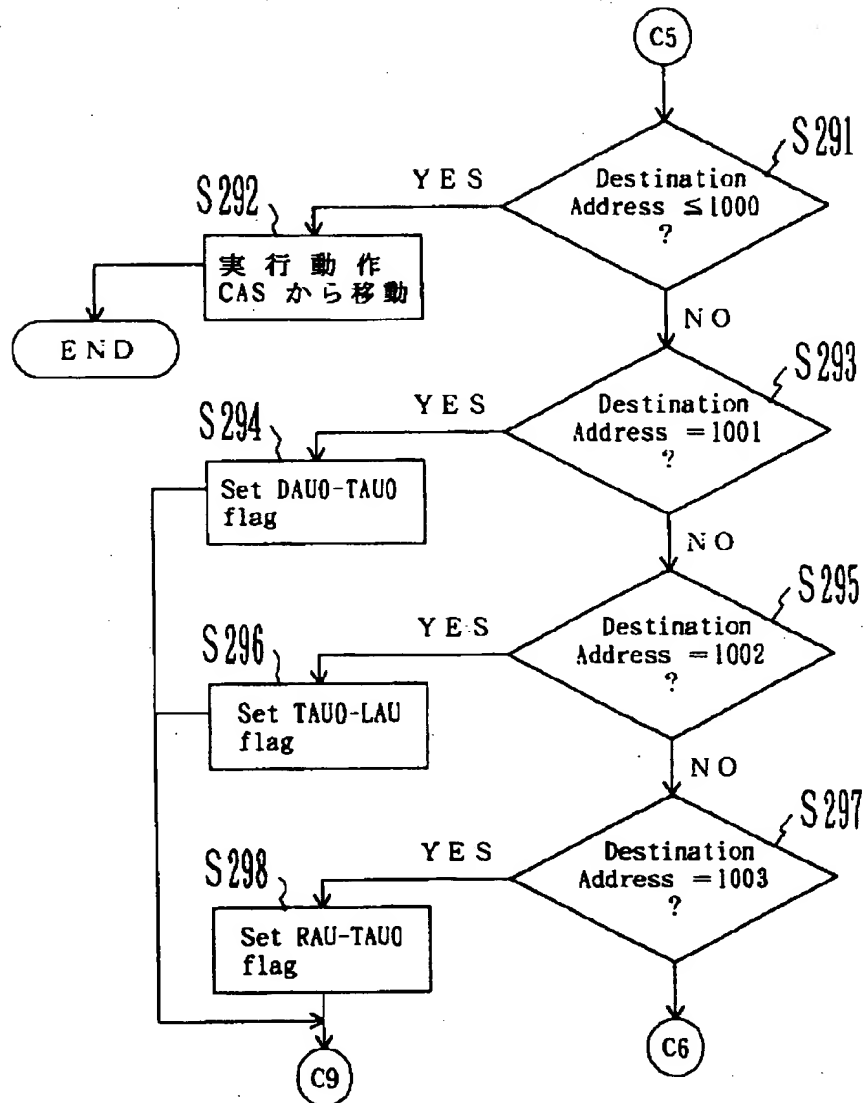 C5
S291
Destination
Address ≦1000
?
YES
S292
実行動作
CAS から移動
END
NO
S293
Destination
Address =1001
?
YES
S294
Set DAU0-TAU0
flag
NO
S295
Destination
Address =1002
?
YES
S296
Set TAU0-LAU
flag
NO
S297
Destination
Address =1003
?
YES
S298
Set RAU-TAU0
flag
C9
C6